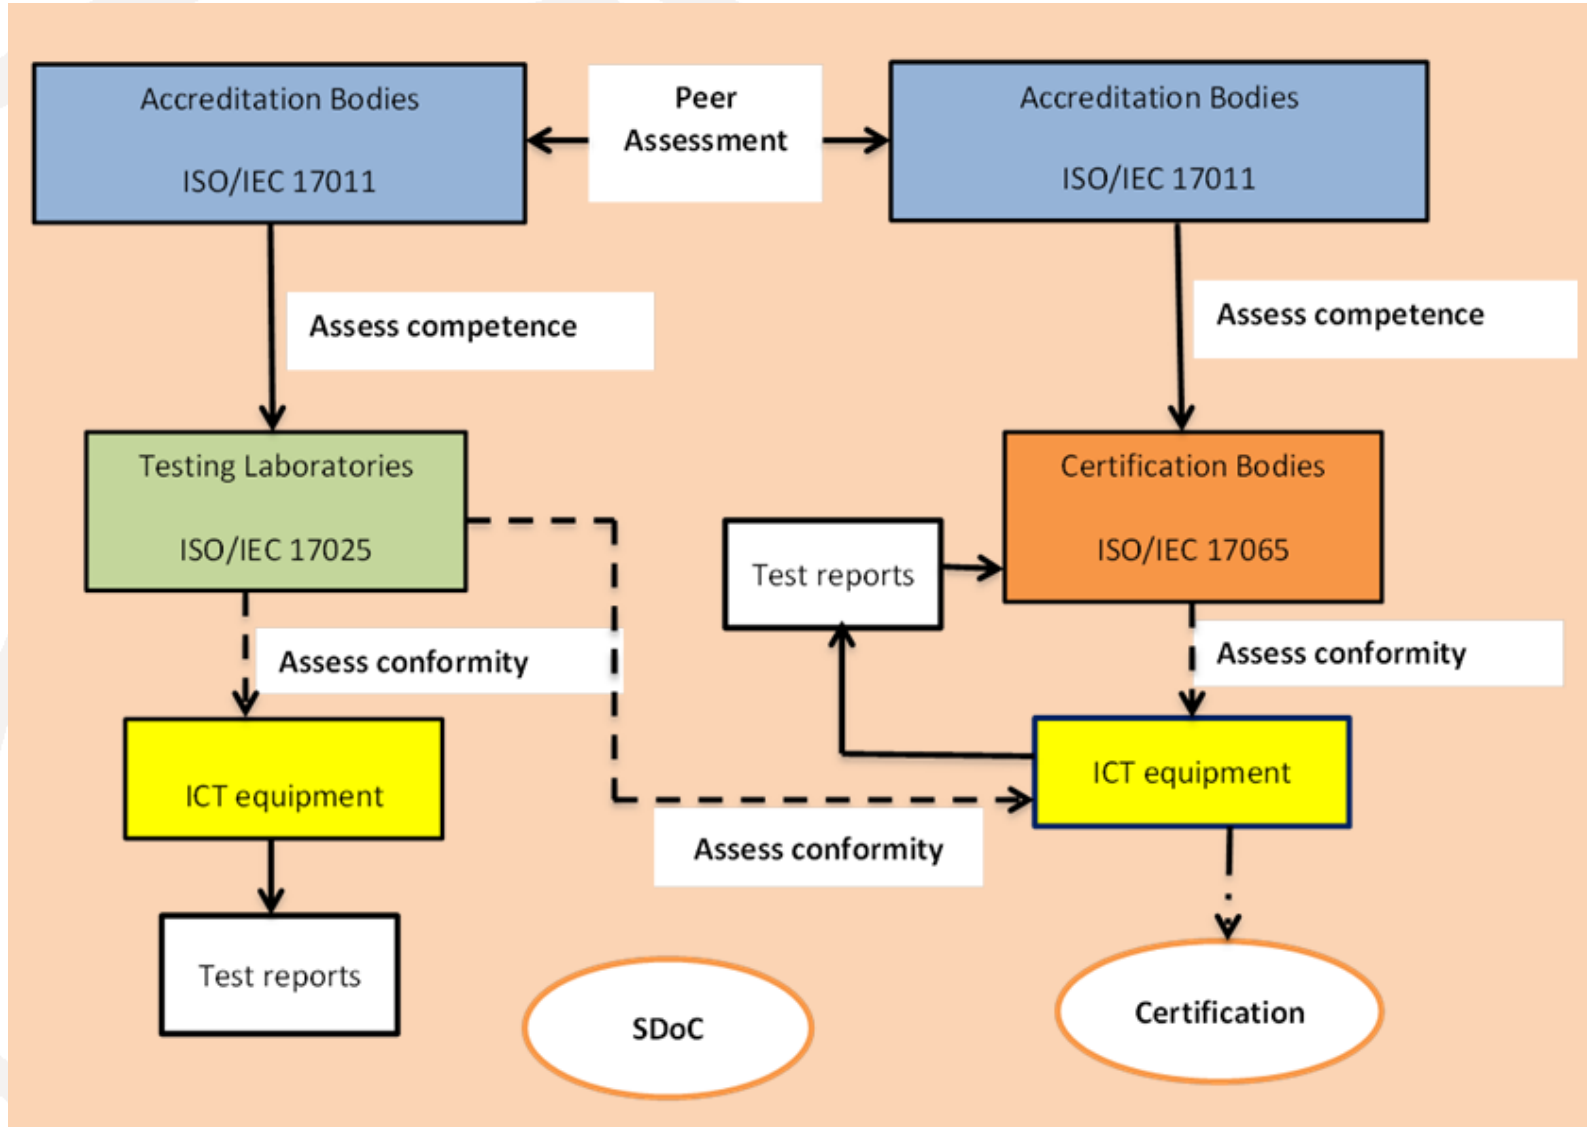 Accreditation Bodies
ISO/IEC 17011
Peer
Assessment
Accreditation Bodies
ISO/IEC 17011
Assess competence
Assess competence
Testing Laboratories
ISO/IEC 17025
Certification Bodies
ISO/IEC 17065
Test reports
Assess conformity
Assess conformity
ICT equipment
ICT equipment
Assess conformity
Test reports
SDoC
Certification